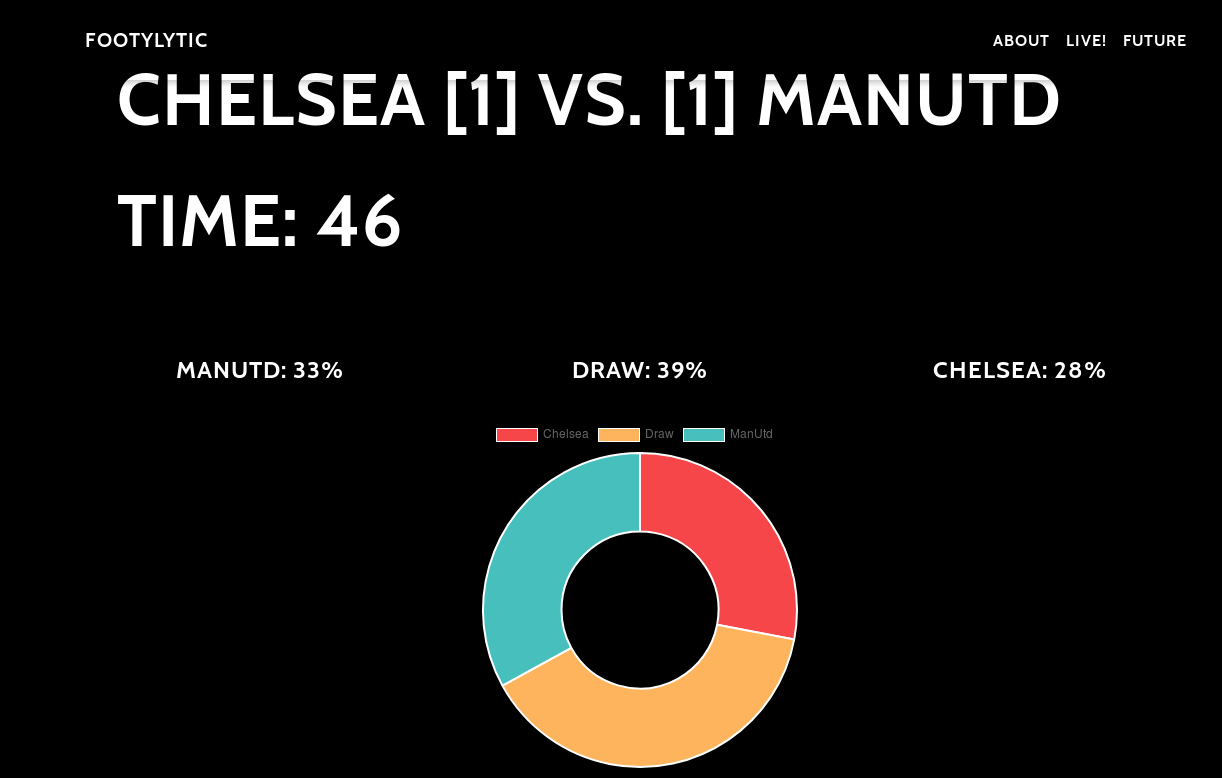 FOOTYLYTIC ABOUT LIVE! FUTURE
CHELSEA [1] VS. [1] MANUTD
TIME: 46
MANUTD: 33% DRAW: 39% CHELSEA: 28%
Chelsea Draw ManUtd